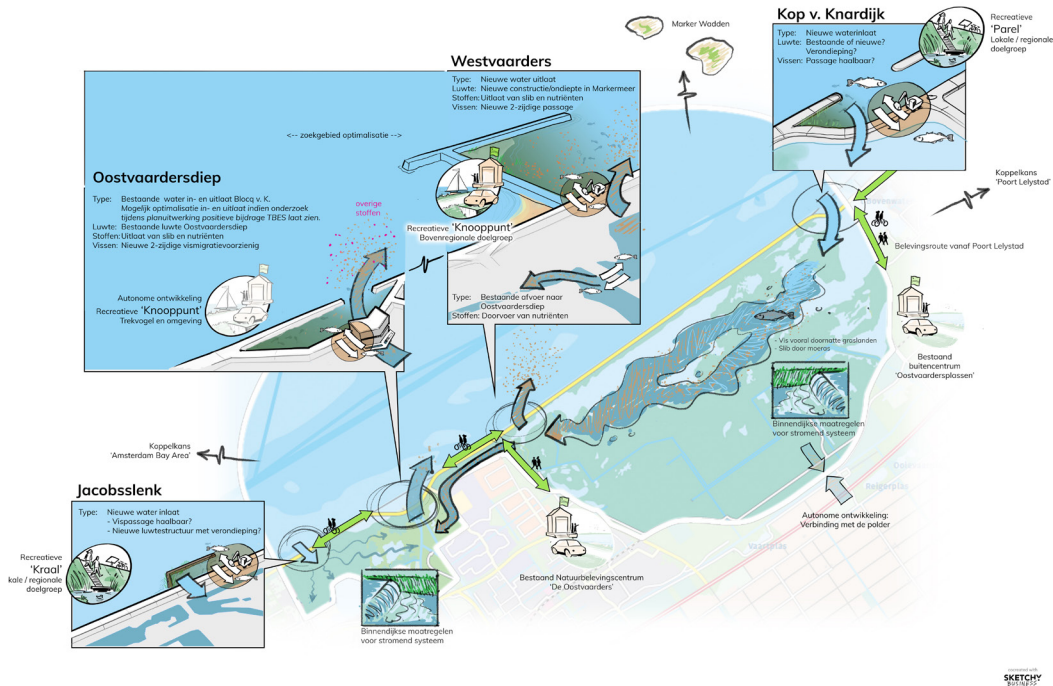 Kop v. Knardijk
Type: Nieuwe waterinlaat
Luwte: Bestaande of nieuwe?
Verondieping?
Vissen: Passage haalbaar?
Recreatieve
'Parel'
Lokale / regionale
doelgroep
Marker Wadden
Westvaarders
Type: Nieuwe water uitlaat
Luwte: Nieuwe constructie/ondiepte in Markermeer
Stoffen: Uitlaat van slib en nutriënten
Vissen: Nieuwe 2-zijdige passage
<-- zoekgebied optimalisatie -->
Oostvaardersdiep
Type: Bestaande water in- en uitlaat Blocq v. K.
Mogelijk optimalisatie in- en uitlaat indien onderzoek
tijdens planuitwerking positieve bijdrage TBES laat zien.
Luwte: Bestaande luwte Oostvaardersdiep
Stoffen: Uitlaat van slib en nutriënten
Vissen: Nieuwe 2-zijdige vismigratievoorzienig
overige
stoffen
Recreatieve 'Knooppunt'
Bovenregionale doelgroep
Autonome ontwikkeling
Recreatieve 'Knooppunt'
Trekvogel en omgeving
Type: Bestaande afvoer naar
Oostvaardersdiep
Stoffen: Doorvoer van nutriënten
Koppelkans
'Poort Lelystad'
Belevingsroute vanaf Poort Lelystad
- Vis vooral doornatte graslanden
- Slib door moeras
Bestaand
buitencentrum
'Oostvaardersplassen'
Binnendijkse maatregelen
voor stromend systeem
Koppelkans
'Amsterdam Bay Area'
Autonome ontwikkeling:
Verbinding met de polder
Vaartplas
Jacobsslenk
Type: Nieuwe water inlaat
- Vispassage haalbaar?
- Nieuwe luwtestructuur met verondieping?
Recreatieve
'Kraal'
kale / regionale
doelgroep
Bestaand Natuurbelevingscentrum
'De Oostvaarders'
Binnendijkse maatregelen
voor stromend systeem
SKETCHY
BUSINESS